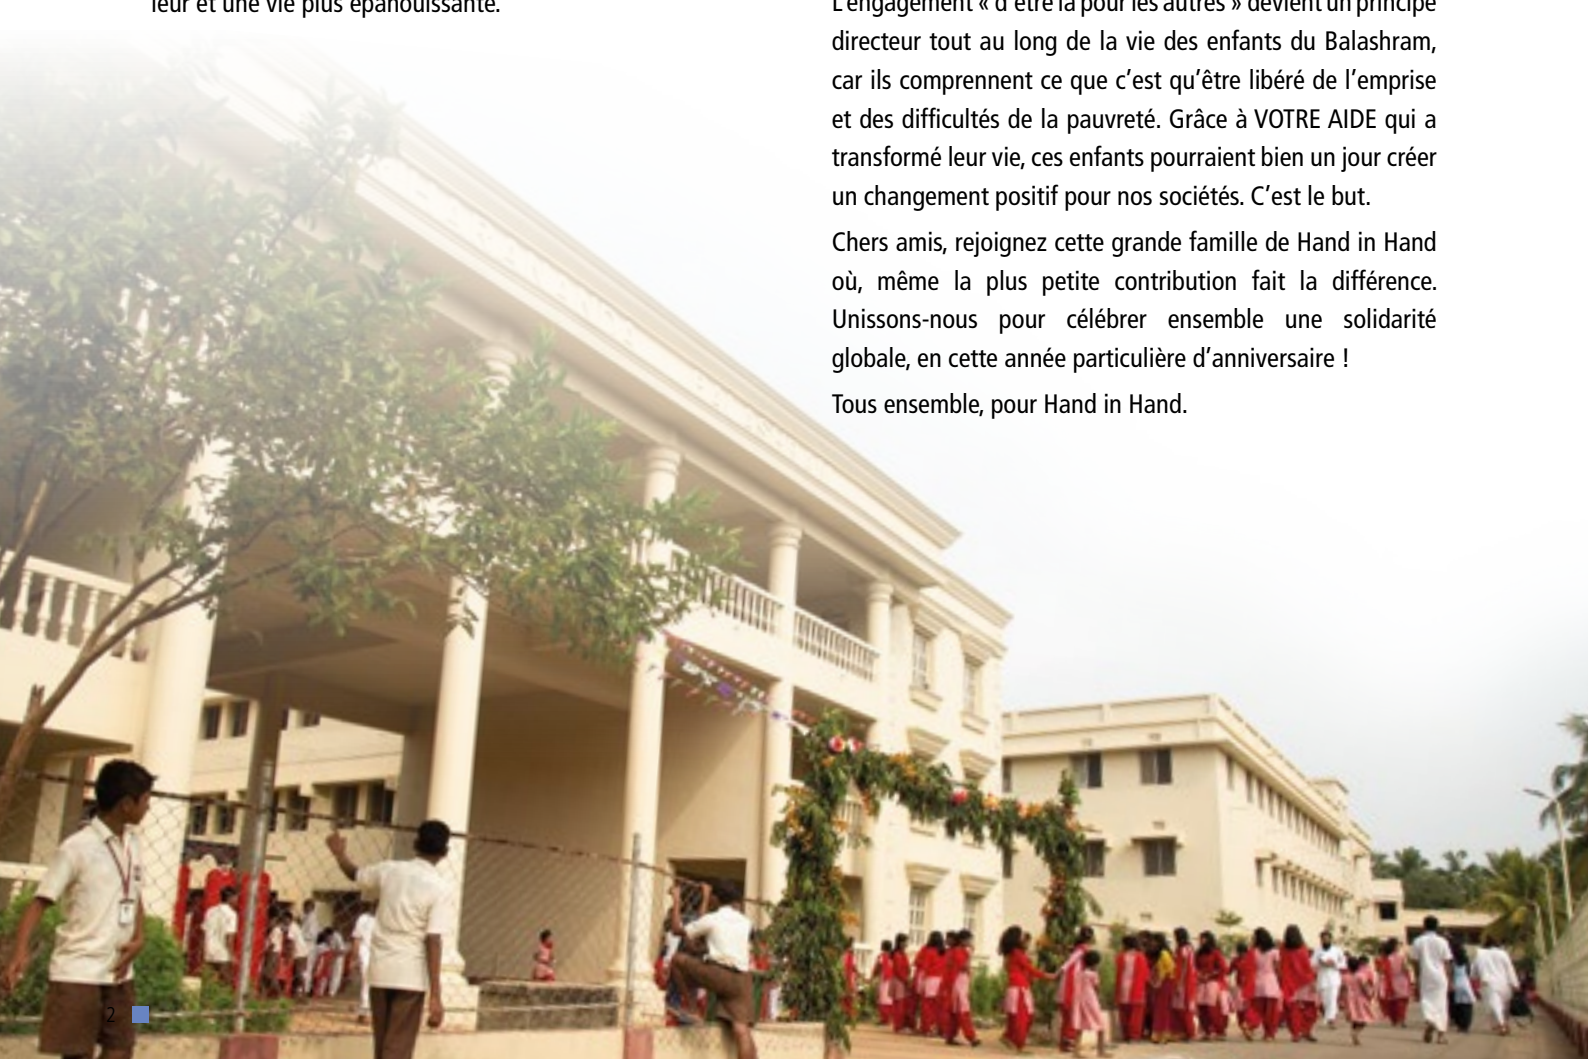 leur et une vie plus épanouissante.
L'engagement « d'être là pour les autres » devient un principe
directeur tout au long de la vie des enfants du Balashram,
car ils comprennent ce que c'est qu'être libéré de l'emprise
et des difficultés de la pauvreté. Grâce à VOTRE AIDE qui a
transformé leur vie, ces enfants pourraient bien un jour créer
un changement positif pour nos sociétés. C'est le but.
Chers amis, rejoignez cette grande famille de Hand in Hand
où, même la plus petite contribution fait la différence.
Unissons-nous pour célébrer ensemble une solidarité
globale, en cette année particulière d'anniversaire !
Tous ensemble, pour Hand in Hand.
2